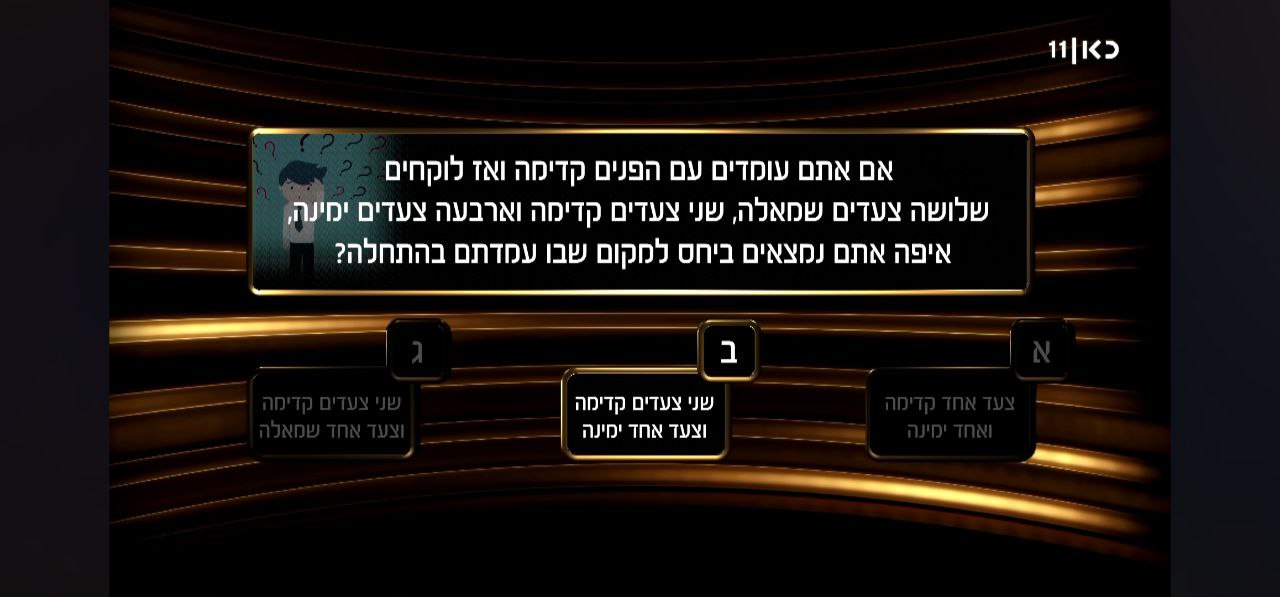 כאן|11
אם אתם עומדים עם הפנים קדימה ואז לוקחים
שלושה צעדים שמאלה, שני צעדים קדימה וארבעה צעדים ימינה,
איפה אתם נמצאים ביחס למקום שבו עמדתם בהתחלה?
א
צעד אחד קדימה
ואחד ימינה
ב
שני צעדים קדימה
וצעד אחד ימינה
ג
שני צעדים קדימה
וצעד אחד שמאלה